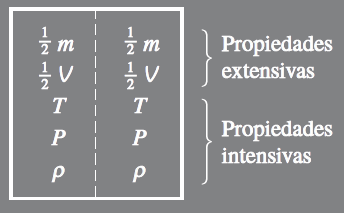 ½ m ½ m
½ V ½ V
T T
P P
ρ ρ
Propiedades
extensivas
Propiedades
intensivas